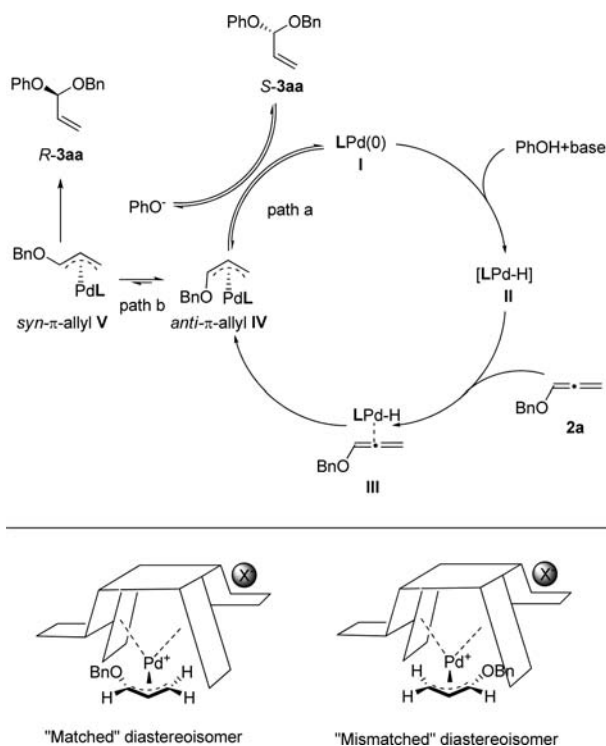 PhO OBn
S-3aa
PhO OBn
R-3aa
LPd(0)
I
PhOH+base
PhO-
path a
BnO
PdL
path b
BnO PdL
syn-π-allyl V
anti-π-allyl IV
[LPd-H]
II
LPd-H
BnO
III
BnO
2a
X
X
Pd+
BnO H
H H
Pd+
H OBn
H H
"Matched" diastereoisomer
"Mismatched" diastereoisomer